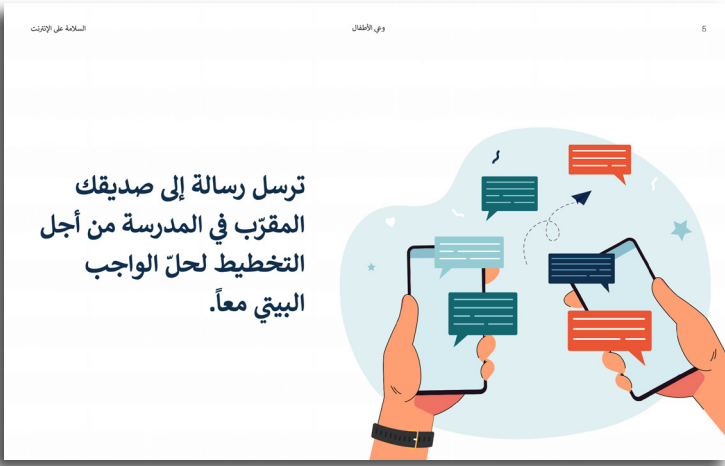 5
وعي الأطفال
السلامة على الإنترنت
ترسل رسالة إلى صديقك
المقرّب في المدرسة من أجل
التخطيط لحلّ الواجب
البيتي معاً.